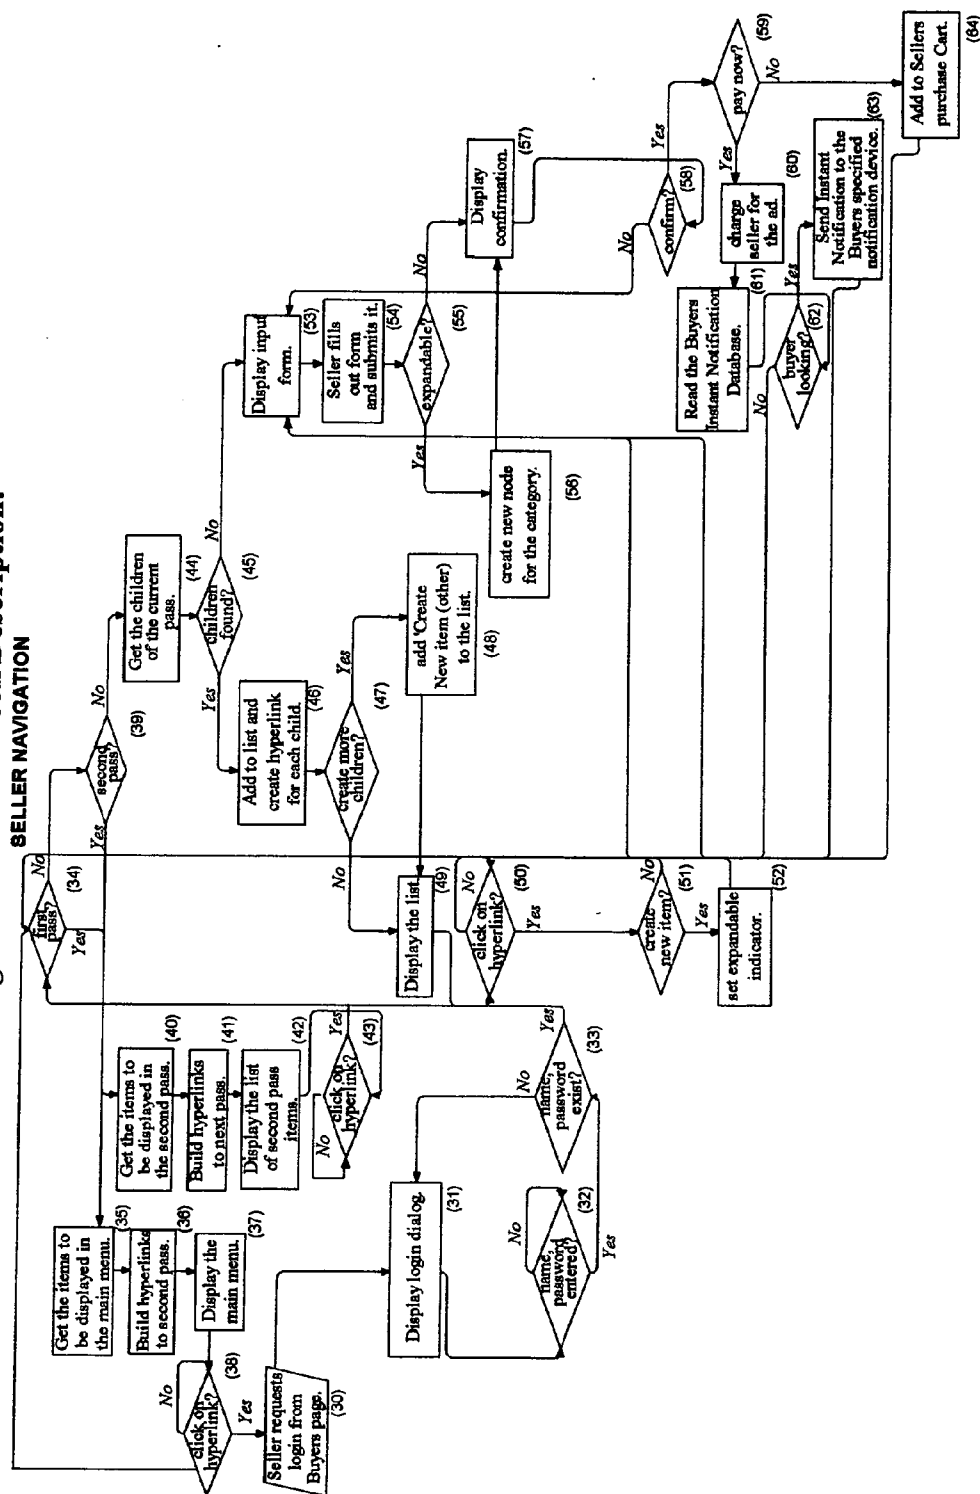 SELLER NAVIGATION
Seller requests
login from
Buyers page.
(30)
Display login dialog.
(31)
name,
password
entered?
(32)
No
Yes
name,
password
exist?
(33)
No
Yes
first
pass?
(34)
No
Yes
Get the items to
be displayed in
the main menu.
(35)
Build hyperlinks
to second pass.
(36)
Display the
main menu.
(37)
click on
hyperlink?
(38)
No
Yes
second
pass?
(39)
No
Yes
Get the items to
be displayed in
the second pass.
(40)
Build hyperlinks
to next pass.
(41)
Display the list
of second pass
items.
(42)
click on
hyperlink?
(43)
No
Yes
Get the children
of the current
pass.
(44)
children
found?
(45)
No
Yes
Add to list and
create hyperlink
for each child.
(46)
create more
children?
(47)
No
Yes
add 'Create
New item (other)
to the list.
(48)
Display the list.
(49)
click on
hyperlink?
(50)
No
Yes
create
new item?
(51)
No
Yes
set expandable
indicator.
(52)
Display input
form.
(53)
Seller fills
out form
and submits it.
(54)
expandable?
(55)
No
Yes
create new node
for the category.
(56)
Display
confirmation.
(57)
confirm?
(58)
No
Yes
pay now?
(59)
Yes
No
charge
seller for
the ad.
(60)
Read the Buyers
Instant Notification
Database.
(61)
buyer
looking?
(62)
No
Yes
Send Instant
Notification to the
Buyers specified
notification device.
(63)
Add to Sellers
purchase Cart.
(64)